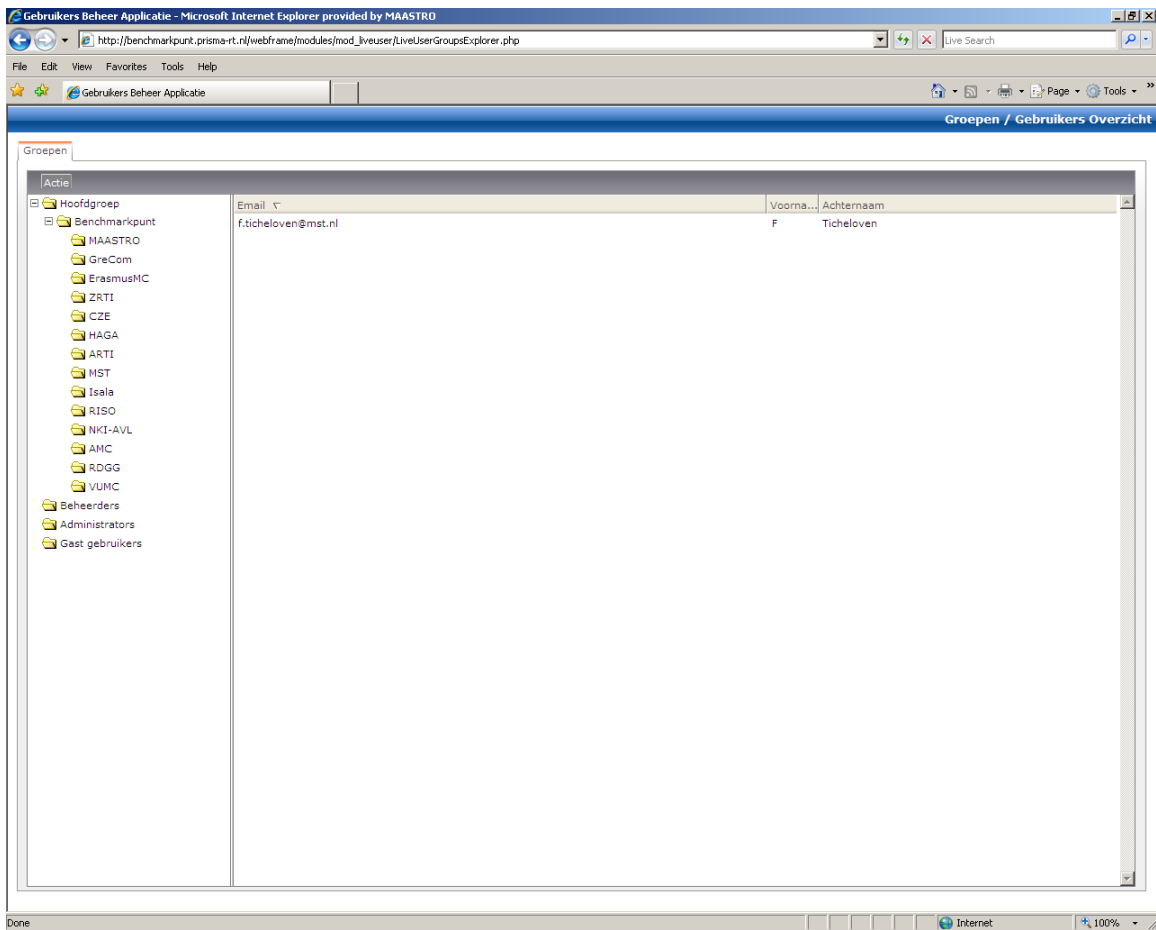 Gebruikers Beheer Applicatie - Microsoft Internet Explorer provided by MAASTRO
http://benchmarkpunt.prisma-rt.nl/webframe/modules/mod_liveuser/LiveUserGroupsExplorer.php Live Search
File Edit View Favorites Tools Help
Gebruikers Beheer Applicatie Page Tools »
Groepen / Gebruikers Overzicht
Groepen
Actie
Hoofdgroep Email Voorna... Achternaam
Benchmarkpunt f.ticheloven@mst.nl F Ticheloven
MAASTRO
GreCom
ErasmusMC
ZRTI
CZE
HAGA
ARTI
MST
Isala
RISO
NKI-AVL
AMC
RDGG
VUMC
Beheerders
Administrators
Gast gebruikers
Done Internet 100%